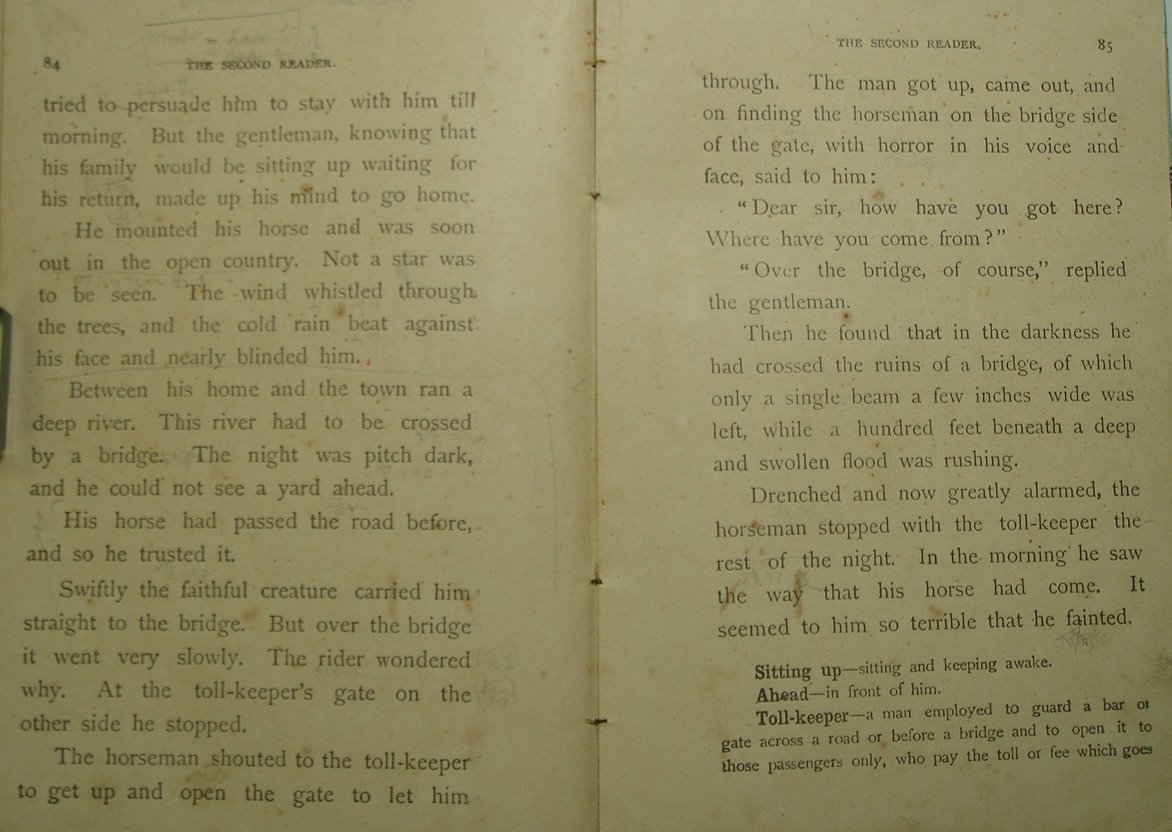 84
THE SECOND READER.
tried to persuade him to stay with him till
morning. But the gentleman, knowing that
his family would be sitting up waiting for
his return, made up his mind to go home.
He mounted his horse and was soon
out in the open country. Not a star was
to be seen. The wind whistled through
the trees, and the cold rain beat against
his face and nearly blinded him.
Between his home and the town ran a
deep river. This river had to be crossed
by a bridge. The night was pitch dark,
and he could not see a yard ahead.
His horse had passed the road before,
and so he trusted it.
Swiftly the faithful creature carried him
straight to the bridge. But over the bridge
it went very slowly. The rider wondered
why. At the toll-keeper's gate on the
other side he stopped.
The horseman shouted to the toll-keeper
to get up and open the gate to let him
THE SECOND READER.
85
through. The man got up, came out, and
on finding the horseman on the bridge side
of the gate, with horror in his voice and
face, said to him:
"Dear sir, how have you got here?
Where have you come from?"
"Over the bridge, of course," replied
the gentleman.
Then he found that in the darkness he
had crossed the ruins of a bridge, of which
only a single beam a few inches wide was
left, while a hundred feet beneath a deep
and swollen flood was rushing.
Drenched and now greatly alarmed, the
horseman stopped with the toll-keeper the
rest of the night. In the morning he saw
the way that his horse had come. It
seemed to him so terrible that he fainted.
Sitting up—sitting and keeping awake.
Ahead—in front of him.
Toll-keeper—a man employed to guard a bar or
gate across a road or before a bridge and to open it to
those passengers only, who pay the toll or fee which goes